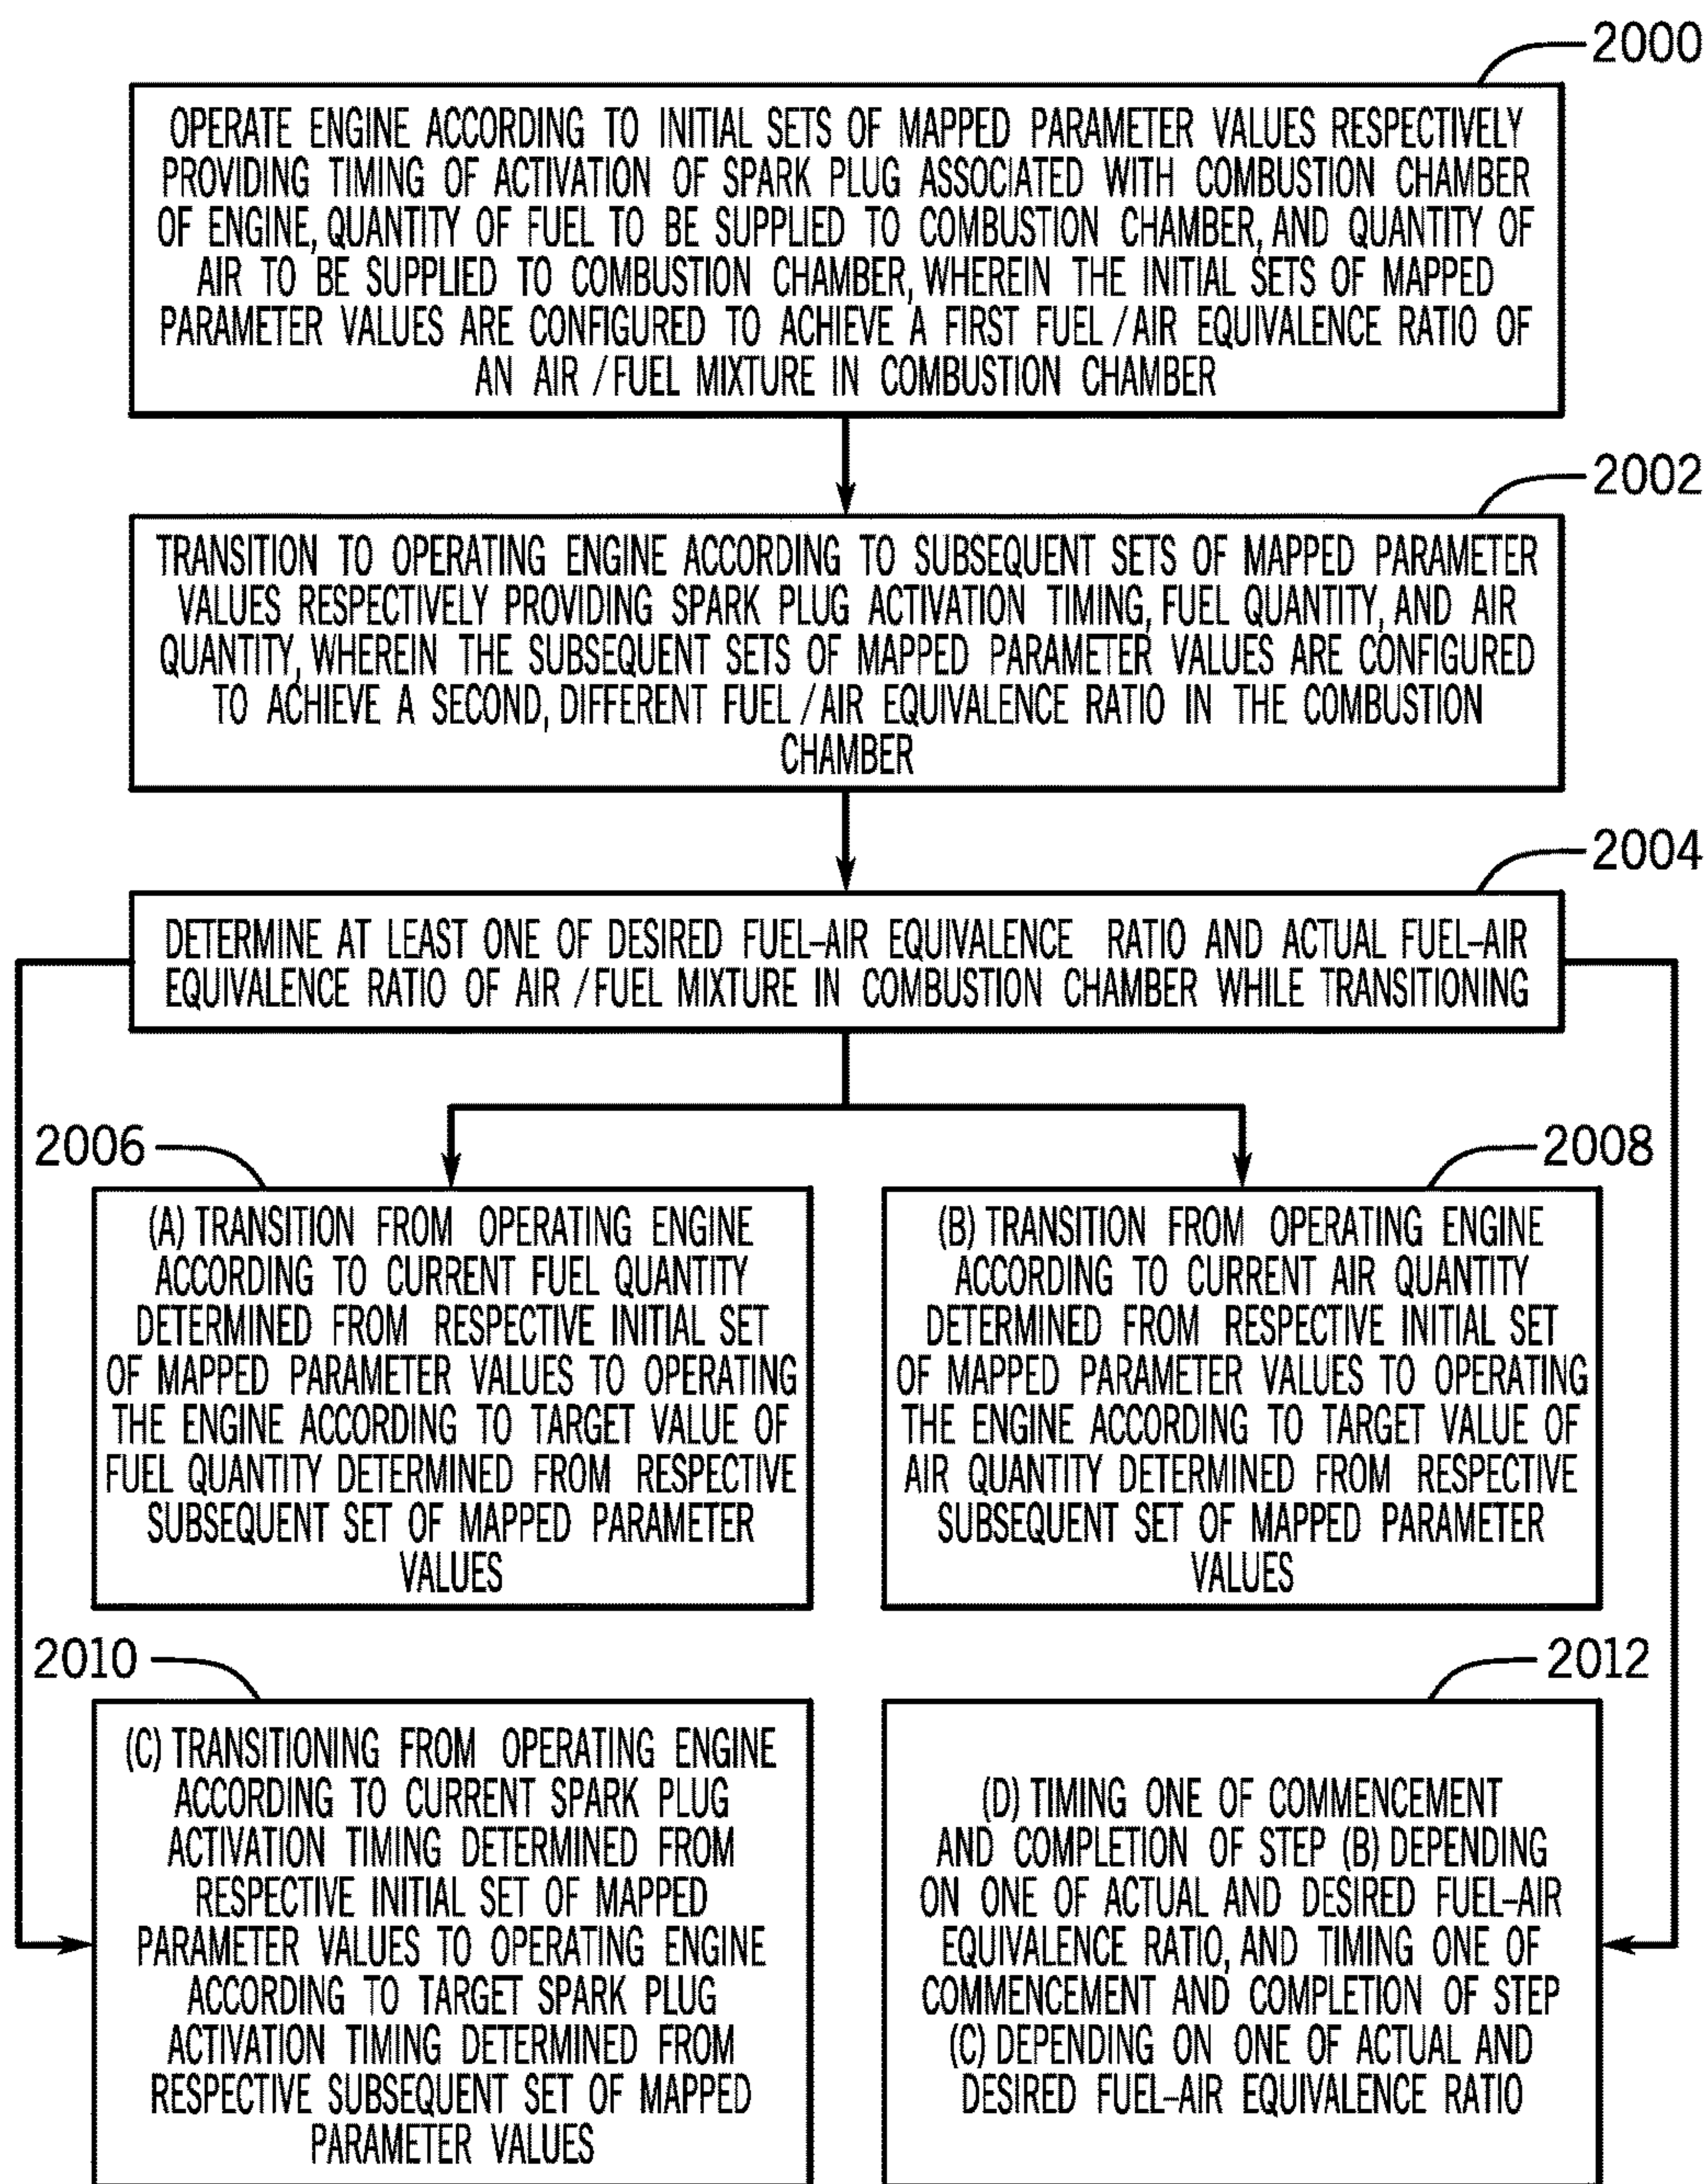 2000
OPERATE ENGINE ACCORDING TO INITIAL SETS OF MAPPED PARAMETER VALUES RESPECTIVELY
PROVIDING TIMING OF ACTIVATION OF SPARK PLUG ASSOCIATED WITH COMBUSTION CHAMBER
OF ENGINE, QUANTITY OF FUEL TO BE SUPPLIED TO COMBUSTION CHAMBER, AND QUANTITY OF
AIR TO BE SUPPLIED TO COMBUSTION CHAMBER, WHEREIN THE INITIAL SETS OF MAPPED
PARAMETER VALUES ARE CONFIGURED TO ACHIEVE A FIRST FUEL/AIR EQUIVALENCE RATIO OF
AN AIR/FUEL MIXTURE IN COMBUSTION CHAMBER
2002
TRANSITION TO OPERATING ENGINE ACCORDING TO SUBSEQUENT SETS OF MAPPED PARAMETER
VALUES RESPECTIVELY PROVIDING SPARK PLUG ACTIVATION TIMING, FUEL QUANTITY, AND AIR
QUANTITY, WHEREIN THE SUBSEQUENT SETS OF MAPPED PARAMETER VALUES ARE CONFIGURED
TO ACHIEVE A SECOND, DIFFERENT FUEL/AIR EQUIVALENCE RATIO IN THE COMBUSTION
CHAMBER
2004
DETERMINE AT LEAST ONE OF DESIRED FUEL-AIR EQUIVALENCE RATIO AND ACTUAL FUEL-AIR
EQUIVALENCE RATIO OF AIR/FUEL MIXTURE IN COMBUSTION CHAMBER WHILE TRANSITIONING
2006
(A) TRANSITION FROM OPERATING ENGINE
ACCORDING TO CURRENT FUEL QUANTITY
DETERMINED FROM RESPECTIVE INITIAL SET
OF MAPPED PARAMETER VALUES TO OPERATING
THE ENGINE ACCORDING TO TARGET VALUE OF
FUEL QUANTITY DETERMINED FROM RESPECTIVE
SUBSEQUENT SET OF MAPPED PARAMETER
VALUES
2008
(B) TRANSITION FROM OPERATING ENGINE
ACCORDING TO CURRENT AIR QUANTITY
DETERMINED FROM RESPECTIVE INITIAL SET
OF MAPPED PARAMETER VALUES TO OPERATING
THE ENGINE ACCORDING TO TARGET VALUE OF
AIR QUANTITY DETERMINED FROM RESPECTIVE
SUBSEQUENT SET OF MAPPED PARAMETER
VALUES
2010
(C) TRANSITIONING FROM OPERATING ENGINE
ACCORDING TO CURRENT SPARK PLUG
ACTIVATION TIMING DETERMINED FROM
RESPECTIVE INITIAL SET OF MAPPED
PARAMETER VALUES TO OPERATING ENGINE
ACCORDING TO TARGET SPARK PLUG
ACTIVATION TIMING DETERMINED FROM
RESPECTIVE SUBSEQUENT SET OF MAPPED
PARAMETER VALUES
2012
(D) TIMING ONE OF COMMENCEMENT
AND COMPLETION OF STEP (B) DEPENDING
ON ONE OF ACTUAL AND DESIRED FUEL-AIR
EQUIVALENCE RATIO, AND TIMING ONE OF
COMMENCEMENT AND COMPLETION OF STEP
(C) DEPENDING ON ONE OF ACTUAL AND
DESIRED FUEL-AIR EQUIVALENCE RATIO